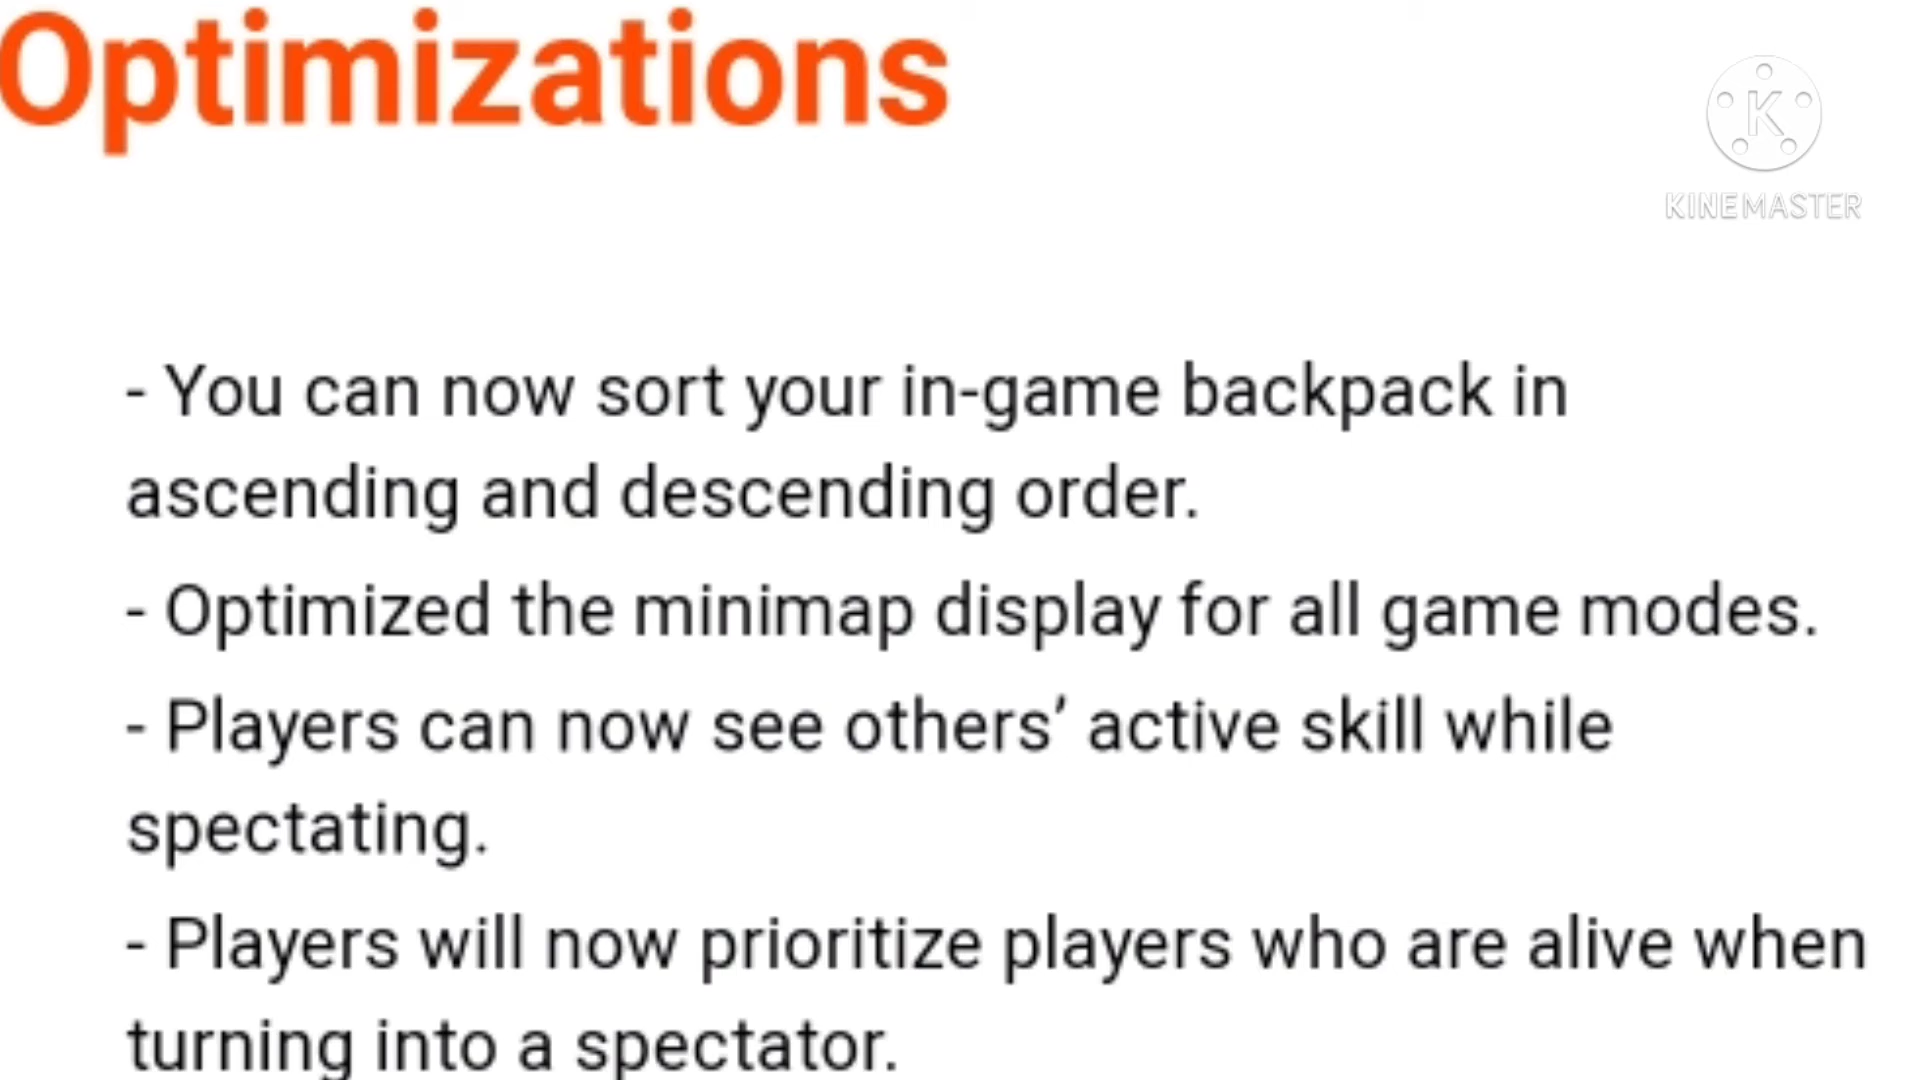 Optimizations
K
KINEMASTER
- You can now sort your in-game backpack in
ascending and descending order.
- Optimized the minimap display for all game modes.
- Players can now see others’ active skill while
spectating.
- Players will now prioritize players who are alive when
turning into a spectator.